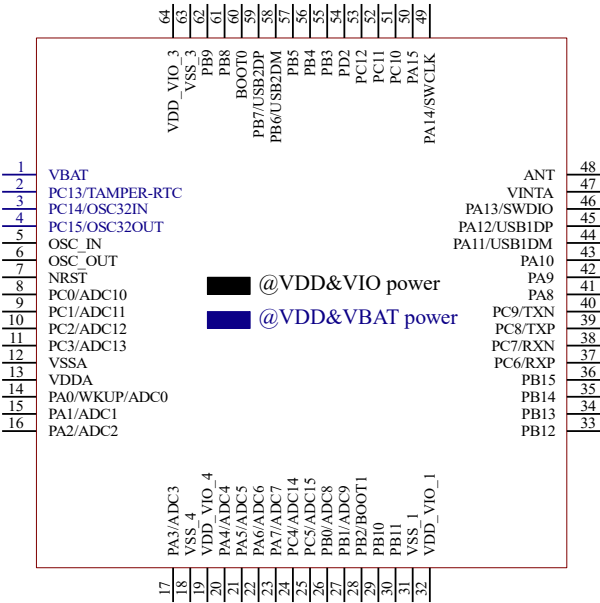 64 63 62 61 60 59 58 57 56 55 54 53 52 51 50 49
VDD_VIO_3
VSS_3
PB9
PB8
BOOT0
PB7/USB2DP
PB6/USB2DM
PB5
PB4
PB3
PD2
PC12
PC11
PC10
PA15
PA14/SWCLK
1 VBAT
2 PC13/TAMPER-RTC
3 PC14/OSC32IN
4 PC15/OSC32OUT
5 OSC_IN
6 OSC_OUT
7 NRST
8 PC0/ADC10
9 PC1/ADC11
10 PC2/ADC12
11 PC3/ADC13
12 VSSA
13 VDDA
14 PA0/WKUP/ADC0
15 PA1/ADC1
16 PA2/ADC2
@VDD&VIO power
@VDD&VBAT power
ANT 48
VINTA 47
PA13/SWDIO 46
PA12/USB1DP 45
PA11/USB1DM 44
PA10 43
PA9 42
PA8 41
PC9/TXN 40
PC8/TXP 39
PC7/RXN 38
PC6/RXP 37
PB15 36
PB14 35
PB13 34
PB12 33
PA3/ADC3
VSS_4
VDD_VIO_4
PA4/ADC4
PA5/ADC5
PA6/ADC6
PA7/ADC7
PC4/ADC14
PC5/ADC15
PB0/ADC8
PB1/ADC9
PB2/BOOT1
PB10
PB11
VSS_1
VDD_VIO_1
17 18 19 20 21 22 23 24 25 26 27 28 29 30 31 32